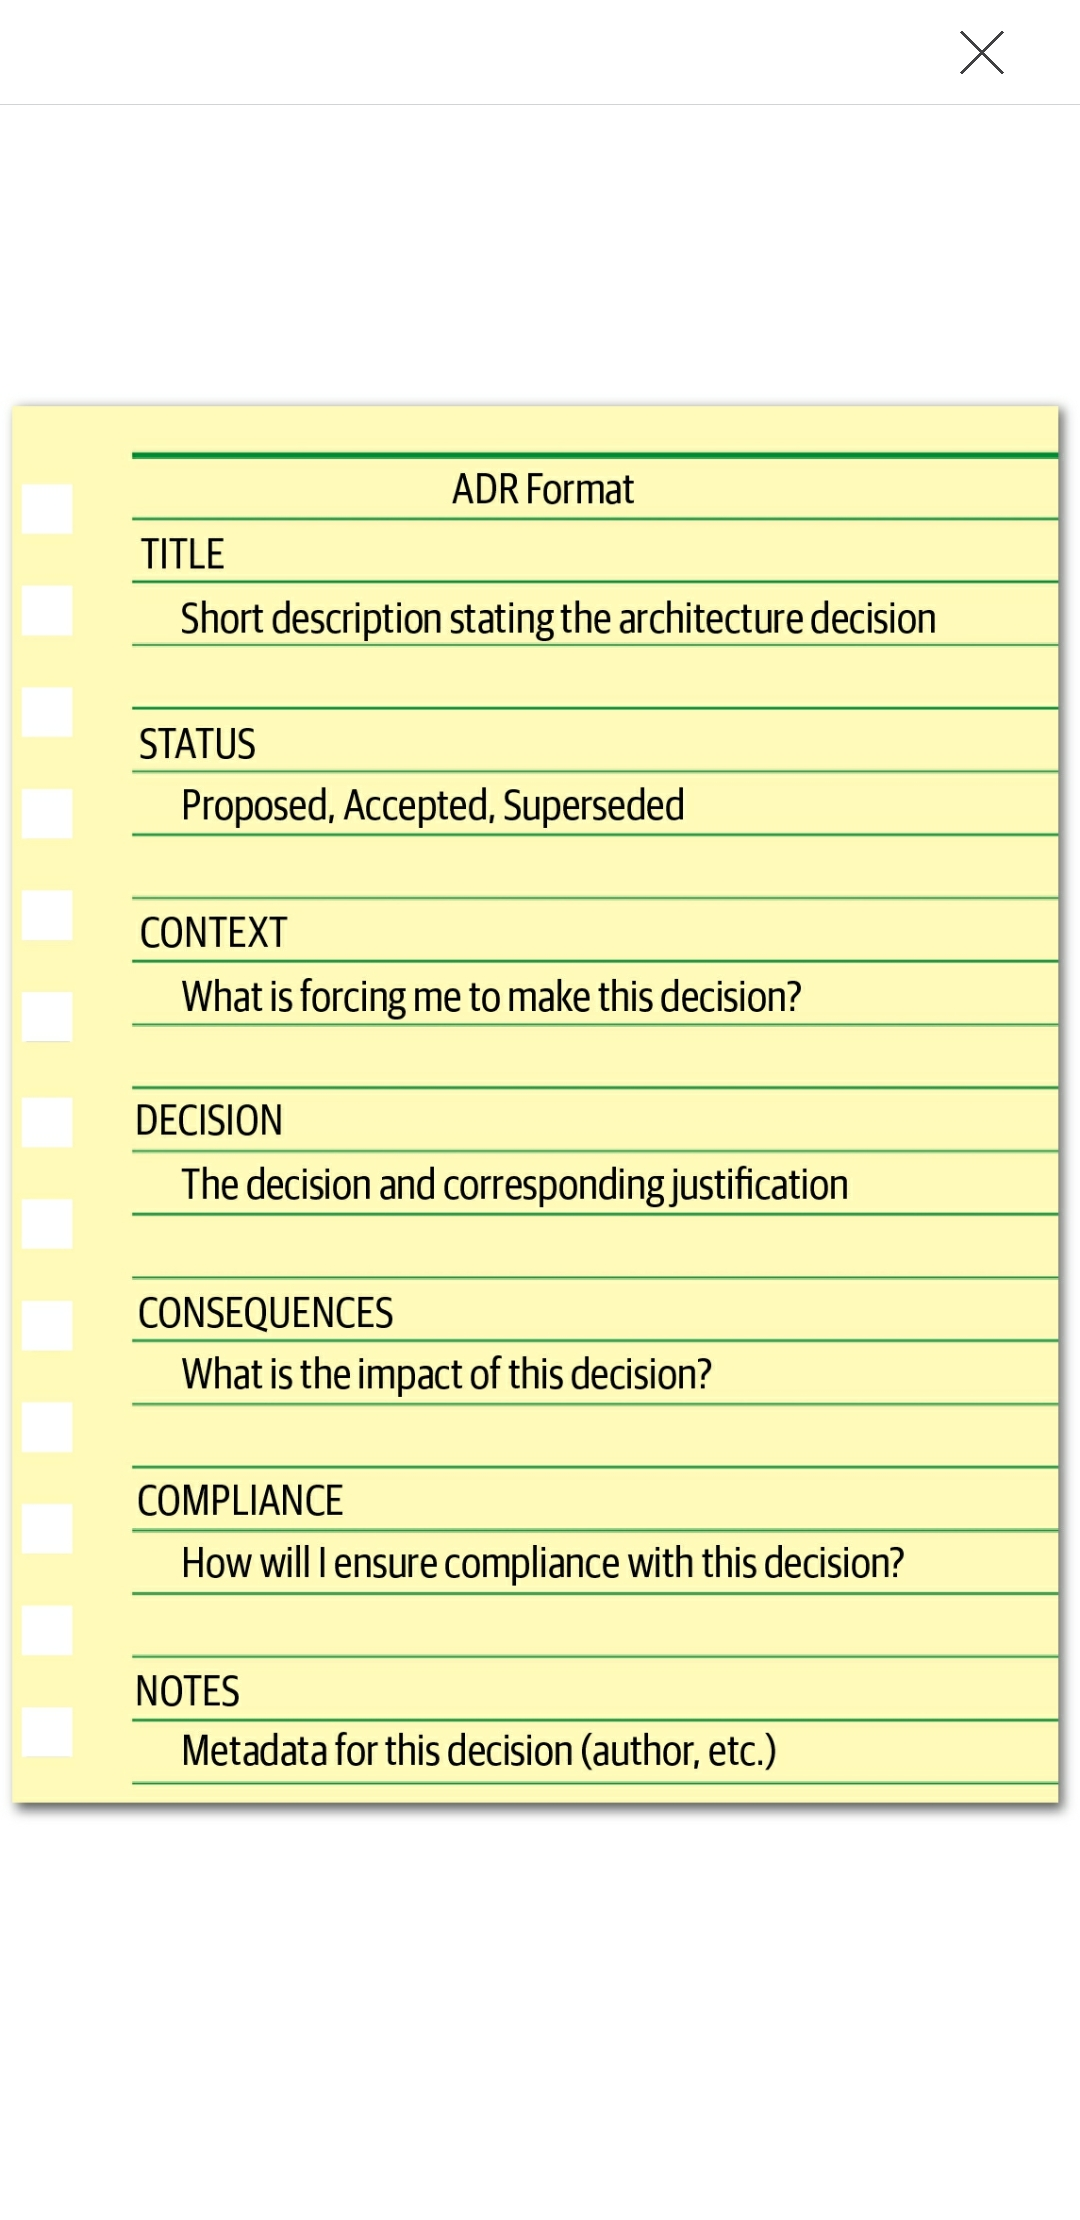 ADR Format
TITLE
Short description stating the architecture decision
STATUS
Proposed, Accepted, Superseded
CONTEXT
What is forcing me to make this decision?
DECISION
The decision and corresponding justification
CONSEQUENCES
What is the impact of this decision?
COMPLIANCE
How will I ensure compliance with this decision?
NOTES
Metadata for this decision (author, etc.)